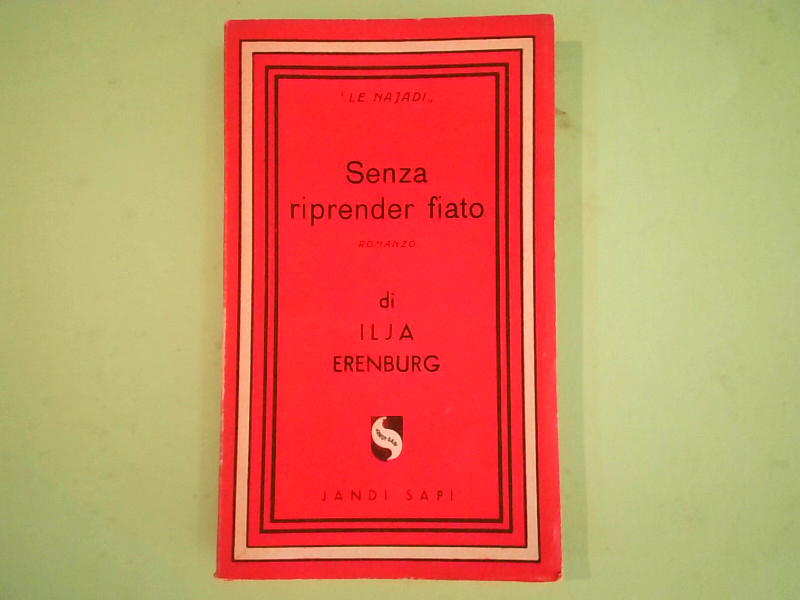 "LE NAJADI„
Senza
riprender fiato
ROMANZO
di
ILJA
ERENBURG
JANDI SAPI